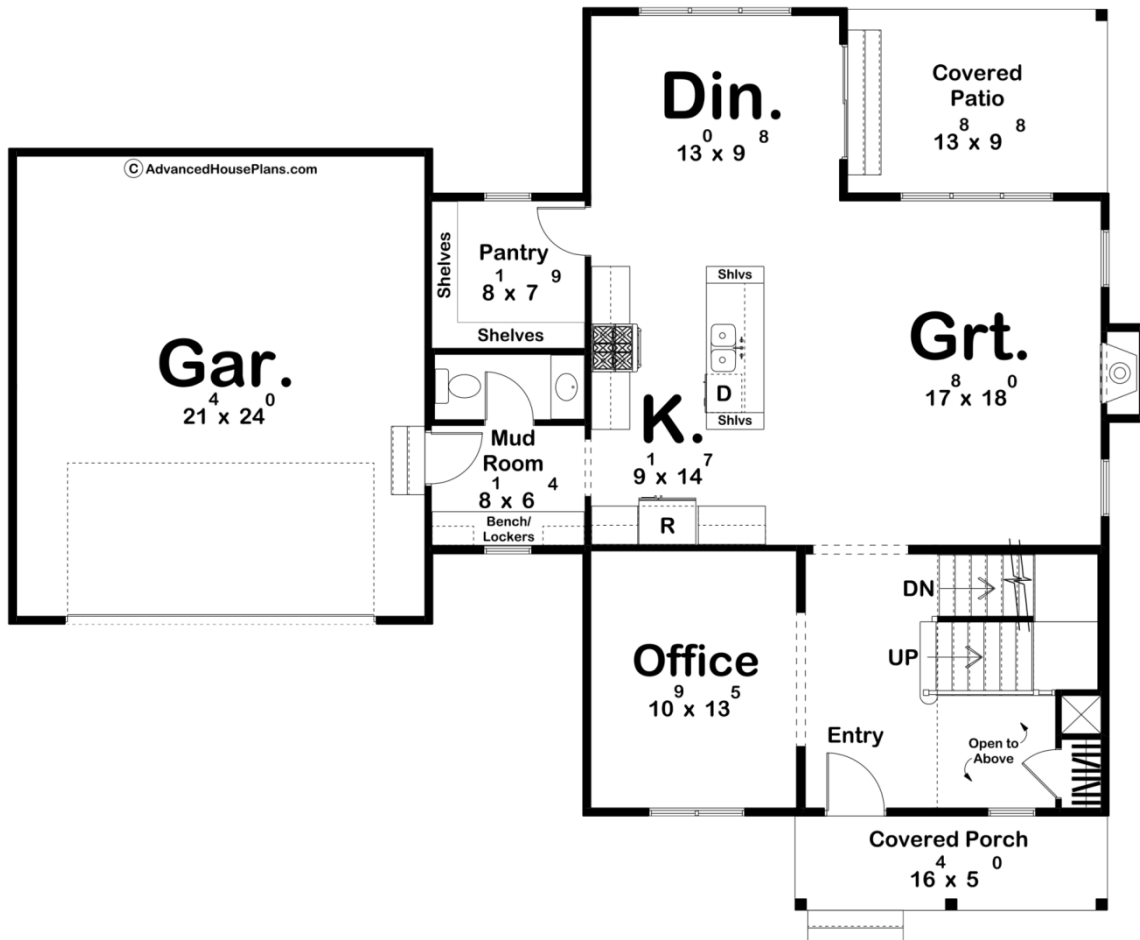 Din.
13⁰ x 9⁸
Covered
Patio
13⁸ x 9⁸
© AdvancedHousePlans.com
Shelves
Pantry
8¹ x 7⁹
Shelves
Shlvs
Gar.
21⁴ x 24⁰
Grt.
17⁸ x 18⁰
D
Shlvs
K.
9¹ x 14⁷
Mud
Room
8¹ x 6⁴
Bench/
Lockers
R
DN
UP
Office
10⁹ x 13⁵
Entry
Open to
Above
Covered Porch
16⁴ x 5⁰